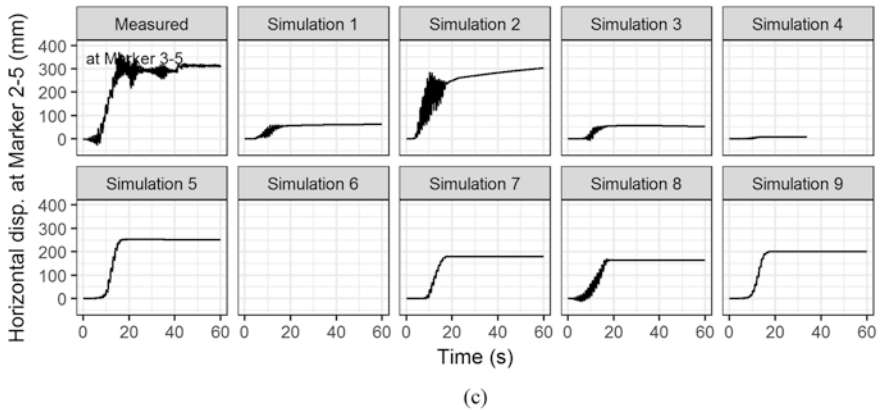 Horizontal disp. at Marker 2-5 (mm)
Measured
Simulation 1
Simulation 2
Simulation 3
Simulation 4
at Marker 3-5
400
300
200
100
0
Simulation 5
Simulation 6
Simulation 7
Simulation 8
Simulation 9
400
300
200
100
0
0 20 40 60 0 20 40 60 0 20 40 60 0 20 40 60 0 20 40 60
Time (s)
(c)